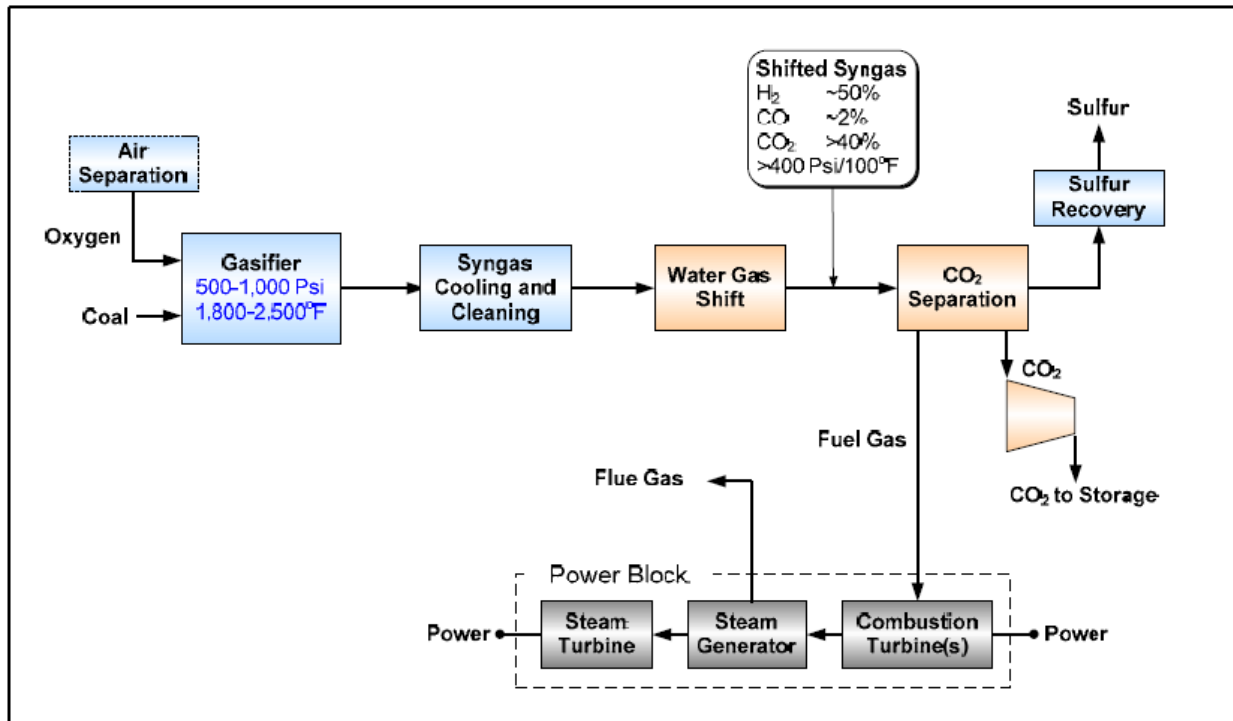 Shifted Syngas
H₂ ~50%
CO ~2%
CO₂ >40%
>400 Psi/100°F
Sulfur
Air
Separation
Sulfur
Recovery
Oxygen
Gasifier
500-1,000 Psi
1,800-2,500°F
Coal
Syngas
Cooling and
Cleaning
Water Gas
Shift
CO₂
Separation
CO₂
Fuel Gas
CO₂ to Storage
Flue Gas
Power Block
Power
Steam
Turbine
Steam
Generator
Combustion
Turbine(s)
Power